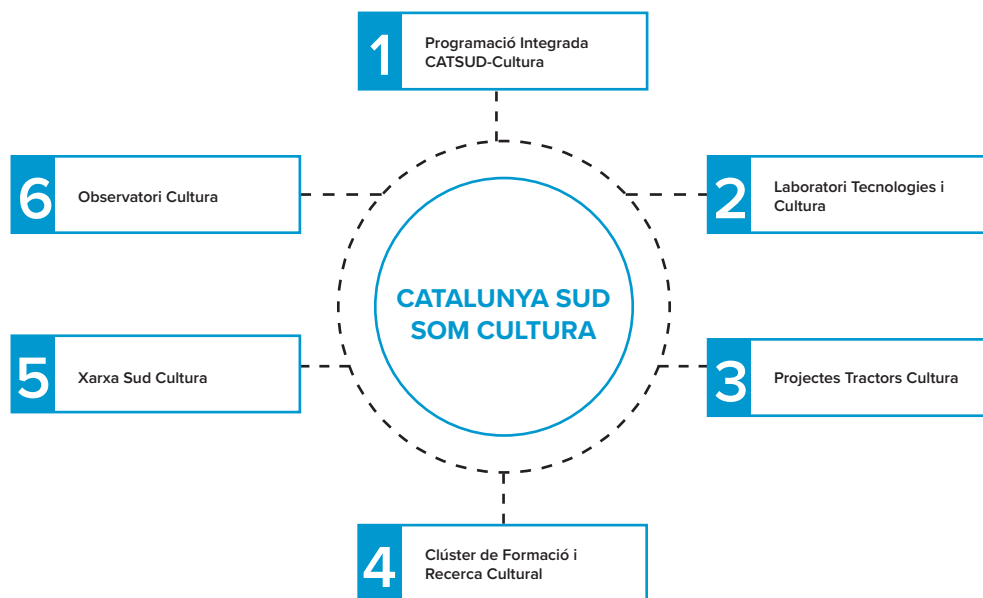 1
Programació Integrada
CATSUD-Cultura
2
Laboratori Tecnologies i
Cultura
3
Projectes Tractors Cultura
4
Clúster de Formació i
Recerca Cultural
5
Xarxa Sud Cultura
6
Observatori Cultura
CATALUNYA SUD
SOM CULTURA